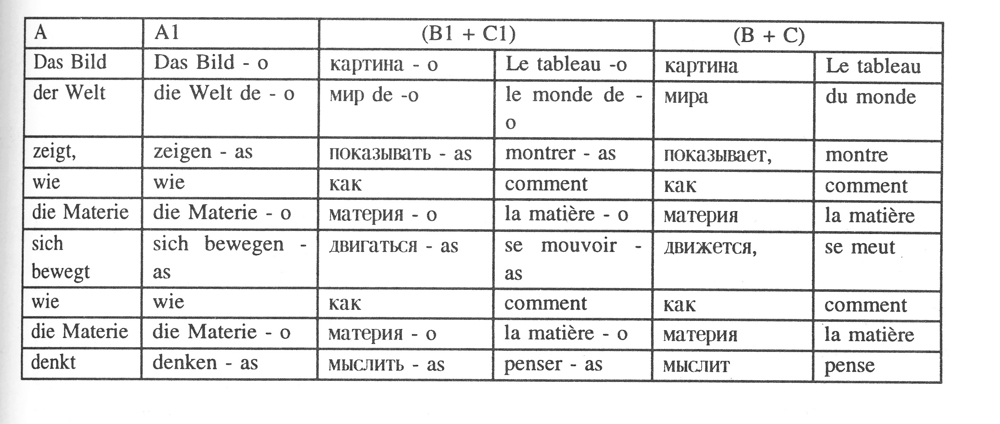 A A1 (B1 + C1) (B + C)
Das Bild Das Bild - o картина - o Le tableau -o картина Le tableau
der Welt die Welt de - o мир de -o le monde de - мира du monde
o
zeigt, zeigen - as показывать - as montrer - as показывает, montre
wie wie как comment как comment
die Materie die Materie - o материя - o la matière - o материя la matière
sich sich bewegen - двигаться - as se mouvoir - движется, se meut
bewegt as as
wie wie как comment как comment
die Materie die Materie - o материя - o la matière - o материя la matière
denkt denken - as мыслить - as penser - as мыслит pense